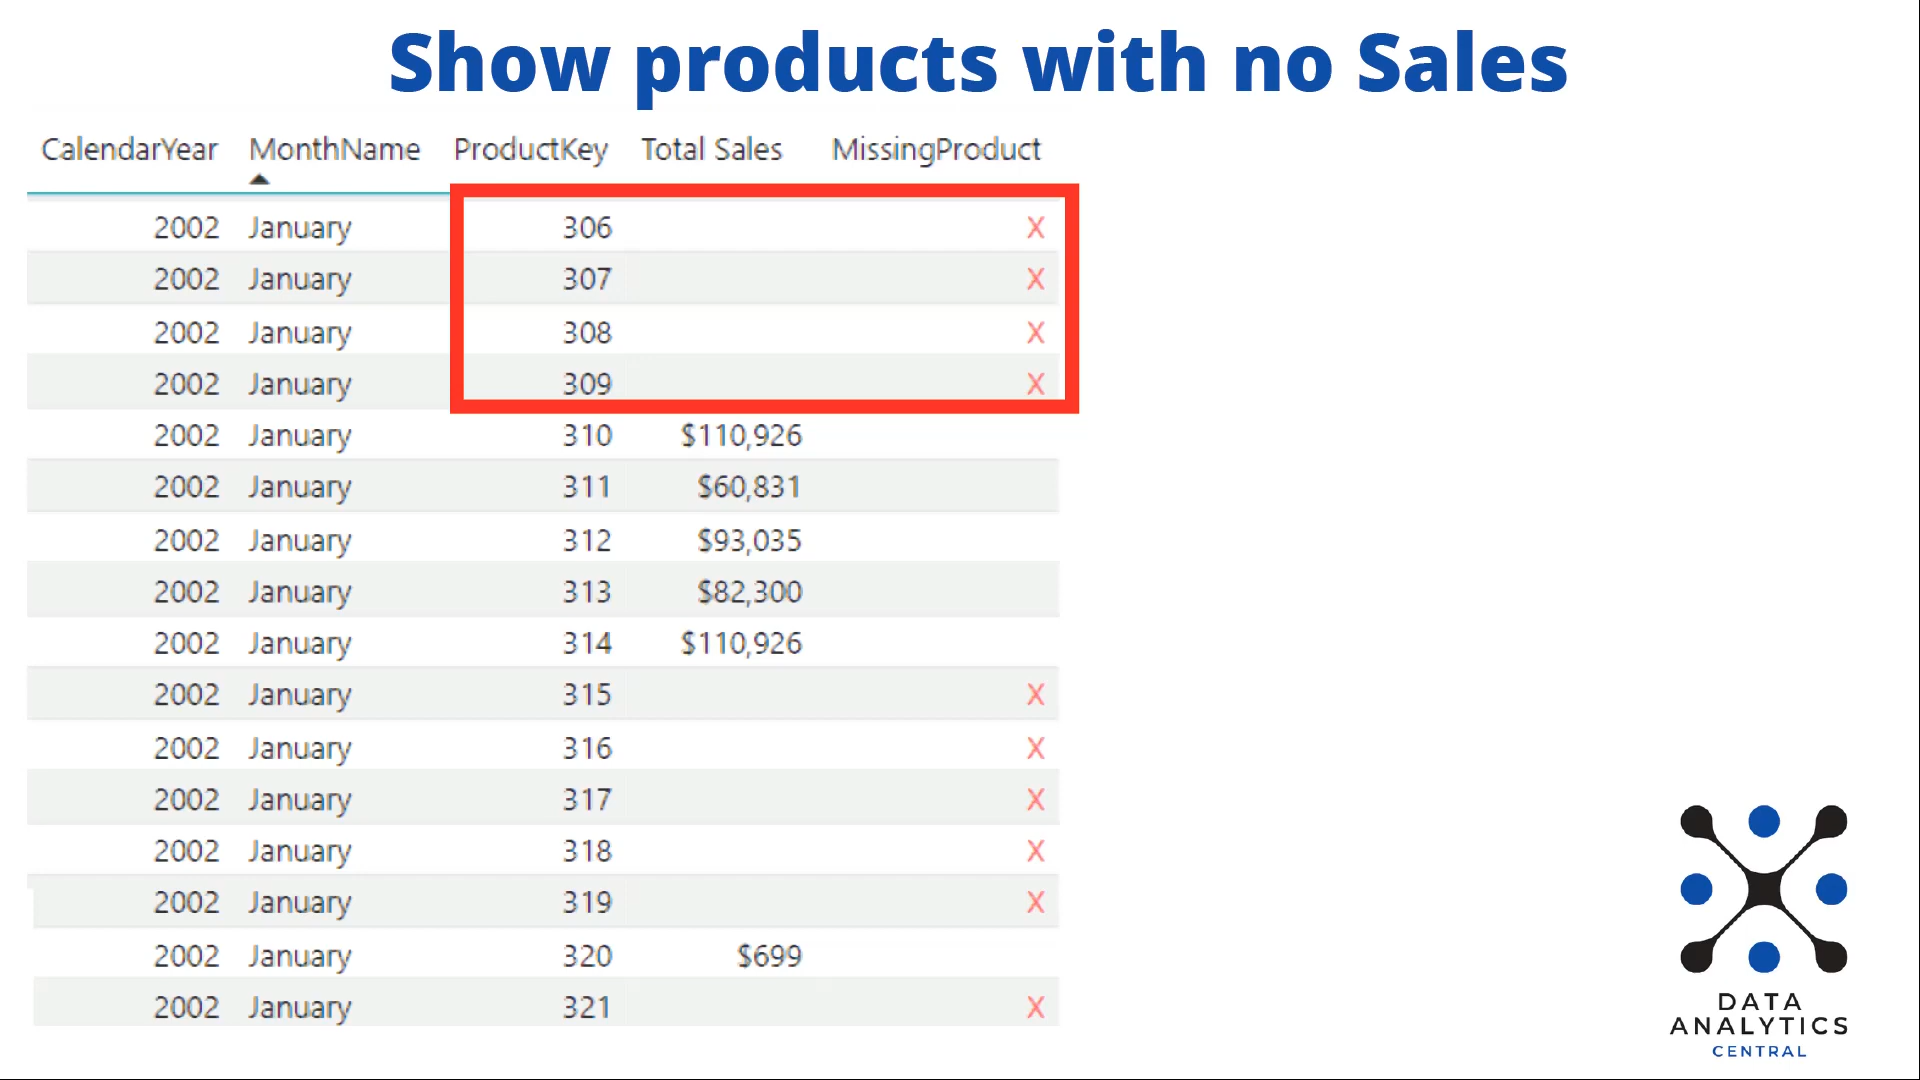 Show products with no Sales
CalendarYear MonthName ProductKey Total Sales MissingProduct
2002 January 306 X
2002 January 307 X
2002 January 308 X
2002 January 309 X
2002 January 310 $110,926
2002 January 311 $60,831
2002 January 312 $93,035
2002 January 313 $82,300
2002 January 314 $110,926
2002 January 315 X
2002 January 316 X
2002 January 317 X
2002 January 318 X
2002 January 319 X
2002 January 320 $699
2002 January 321 X
DATA
ANALYTICS
CENTRAL